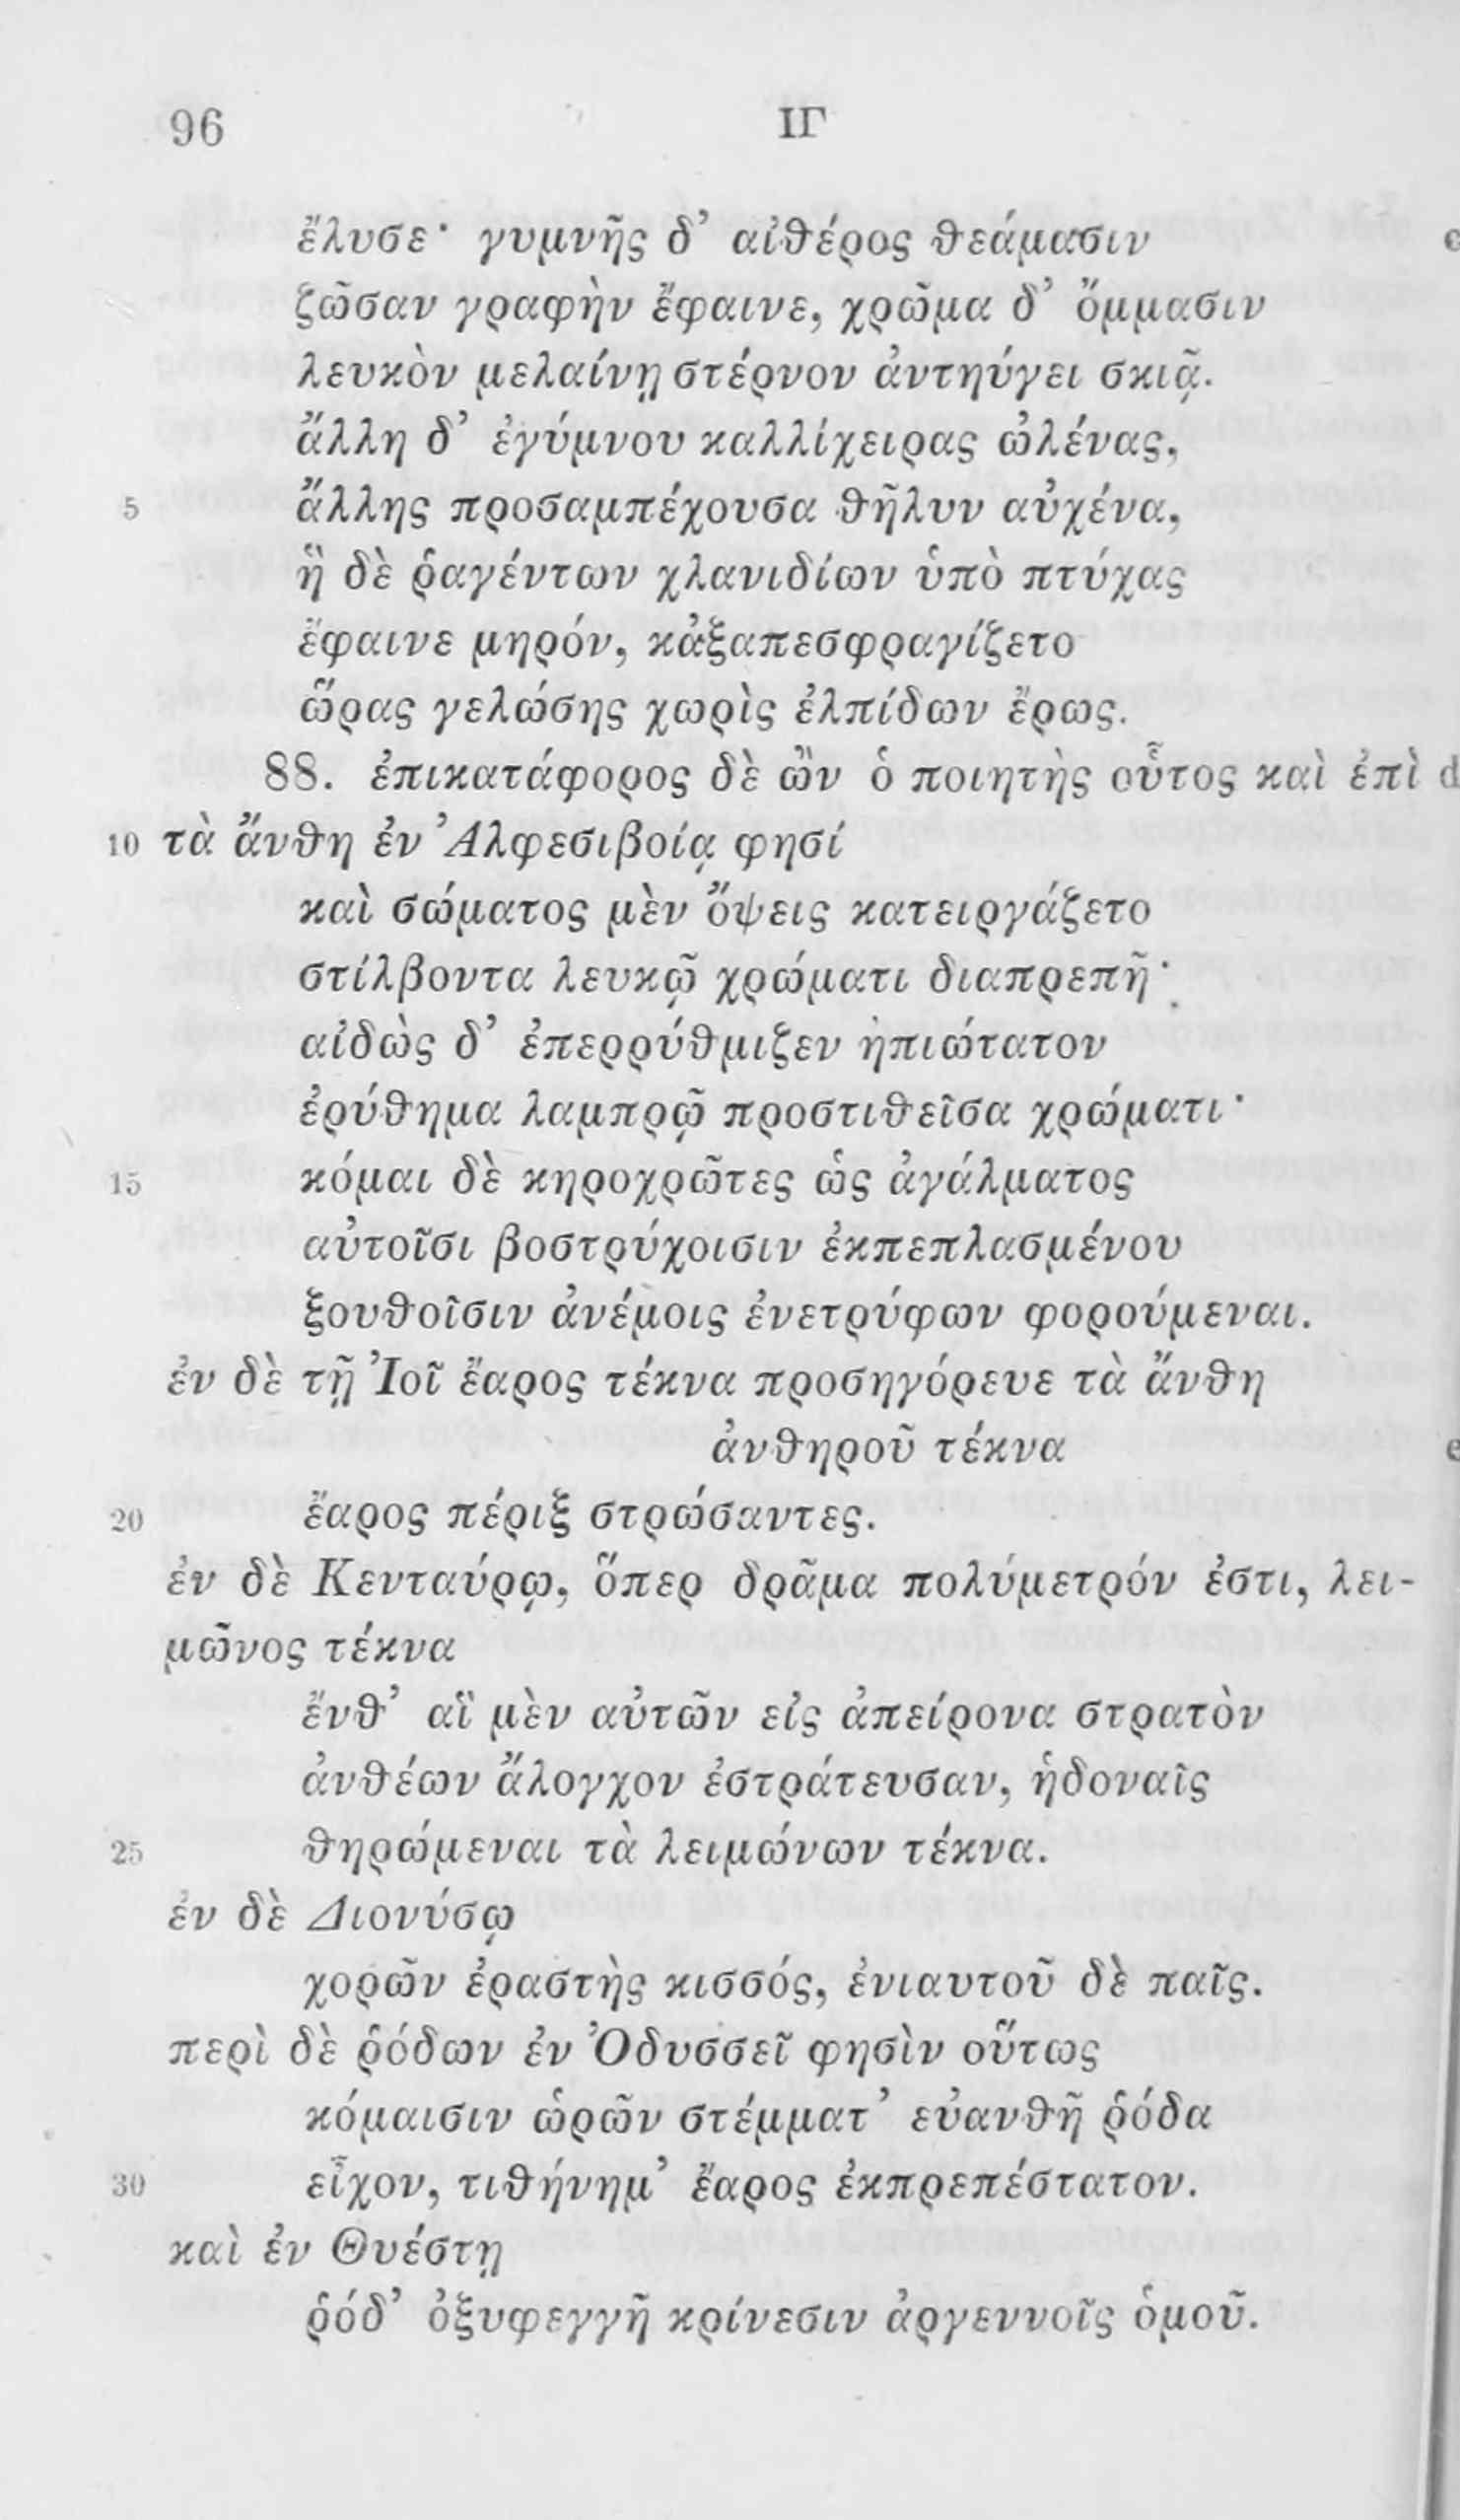 96 ΙΓ
ἔλυσε· γυμνῆς δ’ αἰθέρος θεάμασιν
ζῶσαν γραφὴν ἔφαινε, χρῶμα δ’ ὄμμασιν
λευκὸν μελαίνῃ στέρνον ἀντηύγει σκιᾷ.
ἄλλη δ’ ἐγύμνου καλλίχειρας ὠλένας,
5 ἄλλης προσαμπέχουσα θῆλυν αὐχένα,
ἣ δὲ ῥαγέντων χλανιδίων ὑπὸ πτύχας
ἔφαινε μηρόν, κἀξαπεσφραγίζετο
ὥρας γελώσης χωρὶς ἐλπίδων ἔρως.
88. ἐπικατάφορος δὲ ὢν ὁ ποιητὴς οὗτος καὶ ἐπὶ d
10 τὰ ἄνθη ἐν Ἀλφεσιβοίᾳ φησί
καὶ σώματος μὲν ὄψεις κατειργάζετο
στίλβοντα λευκῷ χρώματι διαπρεπῆ·
αἰδὼς δ’ ἐπερρύθμιζεν ἠπιώτατον
ἐρύθημα λαμπρῷ προστιθεῖσα χρώματι·
15 κόμαι δὲ κηροχρῶτες ὡς ἀγάλματος
αὐτοῖσι βοστρύχοισιν ἐκπεπλασμένου
ξουθοῖσιν ἀνέμοις ἐνετρύφων φορούμεναι.
ἐν δὲ τῇ Ἰοῖ ἔαρος τέκνα προσηγόρευε τὰ ἄνθη
ἀνθηροῦ τέκνα e
20 ἔαρος πέριξ στρώσαντες.
ἐν δὲ Κενταύρῳ, ὅπερ δρᾶμα πολύμετρόν ἐστι, λει-
μῶνος τέκνα
ἔνθ’ αἳ μὲν αὐτῶν εἰς ἀπείρονα στρατὸν
ἀνθέων ἄλογχον ἐστράτευσαν, ἡδοναῖς
25 θηρώμεναι τὰ λειμώνων τέκνα.
ἐν δὲ Διονύσῳ
χορῶν ἐραστὴς κισσός, ἐνιαυτοῦ δὲ παῖς.
περὶ δὲ ῥόδων ἐν Ὀδυσσεῖ φησὶν οὕτως
κόμαισιν ὡρῶν στέμματ’ εὐανθῆ ῥόδα
30 εἶχον, τιθήνημ’ ἔαρος ἐκπρεπέστατον.
καὶ ἐν Θυέστῃ
ῥόδ’ ὀξυφεγγῆ κρίνεσιν ἀργεννοῖς ὁμοῦ.